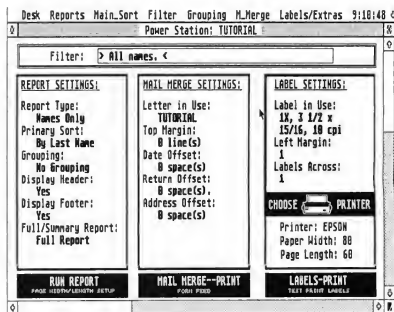 Desk Reports Main_Sort Filter Grouping M_Merge Labels/Extras 9:10:48
Power Station: TUTORIAL
Filter: > All names. <
REPORT SETTINGS:
Report Type:
Names Only
Primary Sort:
By Last Name
Grouping:
No Grouping
Display Header:
Yes
Display Footer:
Yes
Full/Summary Report:
Full Report
RUN REPORT
PAGE WIDTH/LENGTH SETUP
MAIL MERGE SETTINGS:
Letter in Use:
TUTORIAL
Top Margin:
0 line(s)
Date Offset:
0 space(s)
Return Offset:
0 space(s).
Address Offset:
0 space(s)
MAIL MERGE--PRINT
FORM FEED
LABEL SETTINGS:
Label in Use:
1X, 3 1/2 x
15/16, 10 cpi
Left Margin:
1
Labels Across:
1
CHOOSE PRINTER
Printer: EPSON
Paper Width: 80
Page Length: 60
LABELS-PRINT
TEST PRINT LABELS